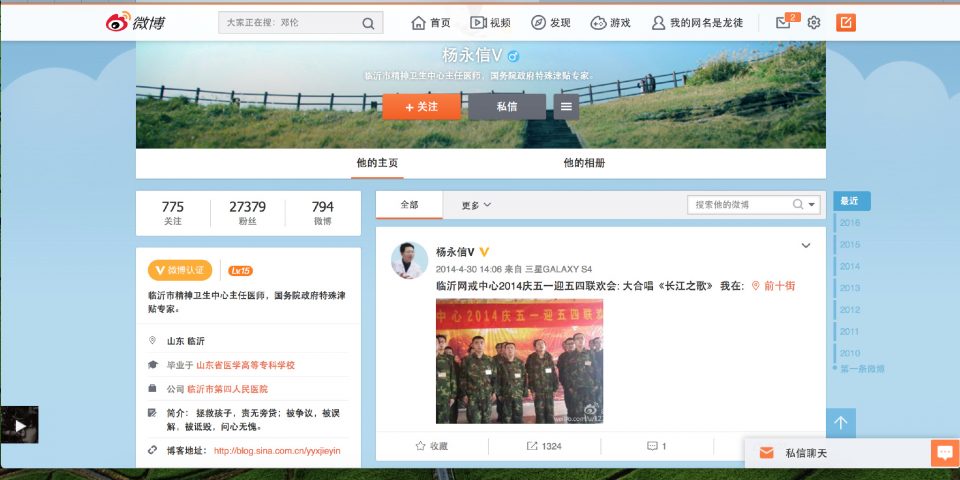 微博
大家正在搜：邓伦
首页
视频
发现
游戏
我的网名是龙徒
2
杨永信V
临沂市精神卫生中心主任医师，国务院政府特殊津贴专家。
+ 关注
私信
他的主页
他的相册
775
关注
27379
粉丝
794
微博
全部
更多
搜索他的微博
最近
2016
2015
2014
2013
2012
2011
2010
第一条微博
V 微博认证
Lv.15
临沂市精神卫生中心主任医师，国务院政府特殊津
贴专家。
山东 临沂
毕业于 山东省医学高等专科学校
公司 临沂市第四人民医院
简介： 拯救孩子，责无旁贷；被争议，被误
解，被诋毁，问心无愧。
博客地址： http://blog.sina.com.cn/yyxjieyin
杨永信V
2014-4-30 14:06 来自 三星GALAXY S4
临沂网戒中心2014庆五一迎五四联欢会: 大合唱《长江之歌》 我在: 前十街
中心2014庆五一迎五四联欢
收藏
1324
1
私信聊天